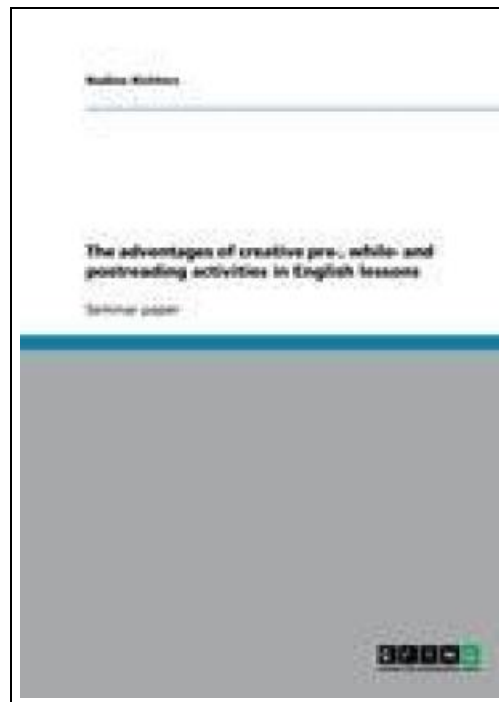 The advantages of creative pre-, while- and
postreading activities in English lessons
Seminar paper